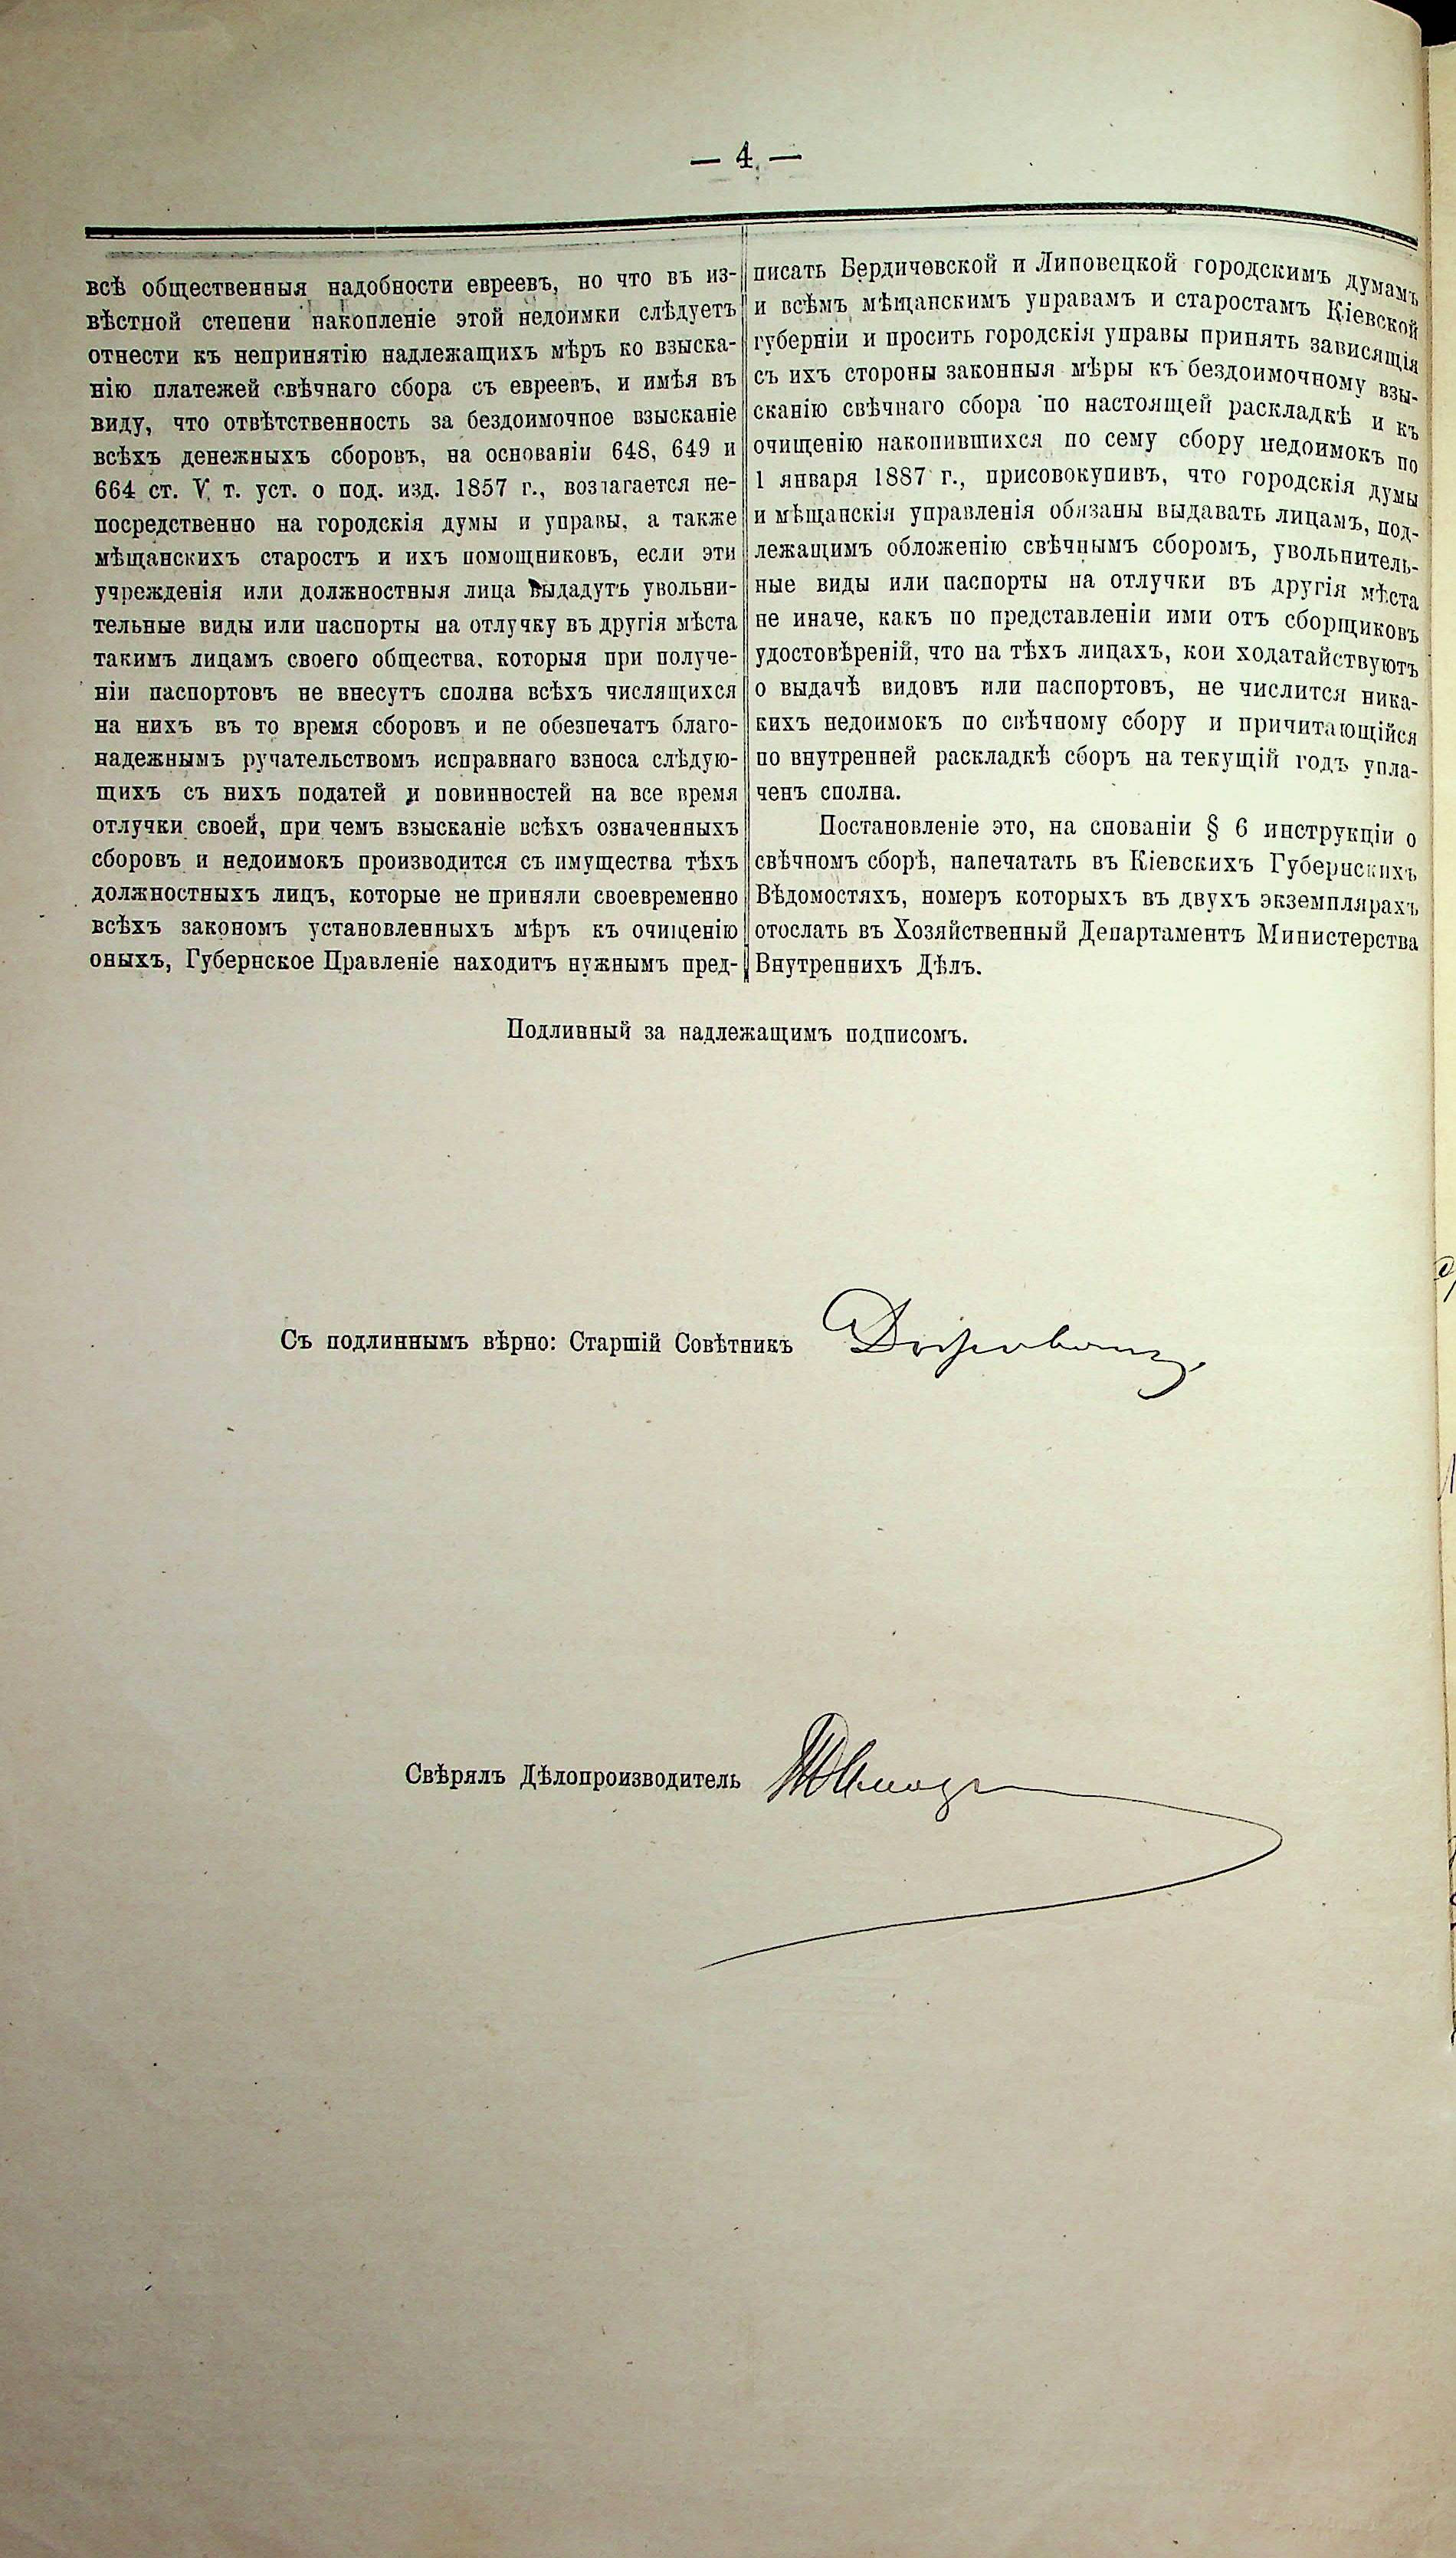 — 4 —
всѣ общественныя надобности евреевъ, но что въ из-
вѣстной степени накопленіе этой недоимки слѣдуетъ
отнести къ непринятію надлежащихъ мѣръ ко взыска-
нію платежей свѣчнаго сбора съ евреевъ, и имѣя въ
виду, что отвѣтственность за бездоимочное взысканіе
всѣхъ денежныхъ сборовъ, на основаніи 648, 649 и
664 ст. V т. уст. о под. изд. 1857 г., возлагается не-
посредственно на городскія думы и управы, а также
мѣщанскихъ старостъ и ихъ помощниковъ, если эти
учрежденія или должностныя лица выдадутъ увольни-
тельные виды или паспорты на отлучку въ другія мѣста
такимъ лицамъ своего общества, которыя при получе-
ніи паспортовъ не внесутъ сполна всѣхъ числящихся
на нихъ въ то время сборовъ и не обезпечатъ благо-
надежнымъ ручательствомъ исправнаго взноса слѣдую-
щихъ съ нихъ податей и повинностей на все время
отлучки своей, при чемъ взысканіе всѣхъ означенныхъ
сборовъ и недоимокъ производится съ имущества тѣхъ
должностныхъ лицъ, которые не приняли своевременно
всѣхъ закономъ установленныхъ мѣръ къ очищенію
оныхъ, Губернское Правленіе находитъ нужнымъ пред-
писать Бердичевской и Липовецкой городскимъ думамъ
и всѣмъ мѣщанскимъ управамъ и старостамъ Кіевской
губерніи и просить городскія управы принять зависящія
съ ихъ стороны законныя мѣры къ бездоимочному взы-
сканію свѣчнаго сбора по настоящей раскладкѣ и къ
очищенію накопившихся по сему сбору недоимокъ по
1 января 1887 г., присовокупивъ, что городскія думы
и мѣщанскія управленія обязаны выдавать лицамъ, под-
лежащимъ обложенію свѣчнымъ сборомъ, увольнитель-
ные виды или паспорты на отлучки въ другія мѣста
не иначе, какъ по представленіи ими отъ сборщиковъ
удостовѣреній, что на тѣхъ лицахъ, кои ходатайствуютъ
о выдачѣ видовъ или паспортовъ, не числится ника-
кихъ недоимокъ по свѣчному сбору и причитающійся
по внутренней раскладкѣ сборъ на текущій годъ упла-
ченъ сполна.
Постановленіе это, на снованіи § 6 инструкціи о
свѣчномъ сборѣ, напечатать въ Кіевскихъ Губернскихъ
Вѣдомостяхъ, номеръ которыхъ въ двухъ экземплярахъ
отослать въ Хозяйственный Департаментъ Министерства
Внутреннихъ Дѣлъ.
Подлинный за надлежащимъ подписомъ.
Съ подлиннымъ вѣрно: Старшій Совѣтникъ
Свѣрялъ Дѣлопроизводитель